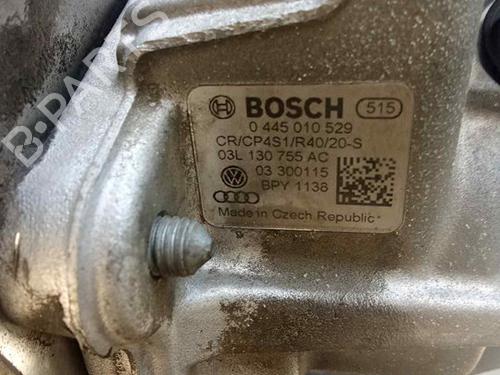 BOSCH 515
0 445 010 529
CR/CP4S1/R40/20-S
03L 130 755 AC
03 300115
BPY 1138
Made in Czech Republic
B-PARTS